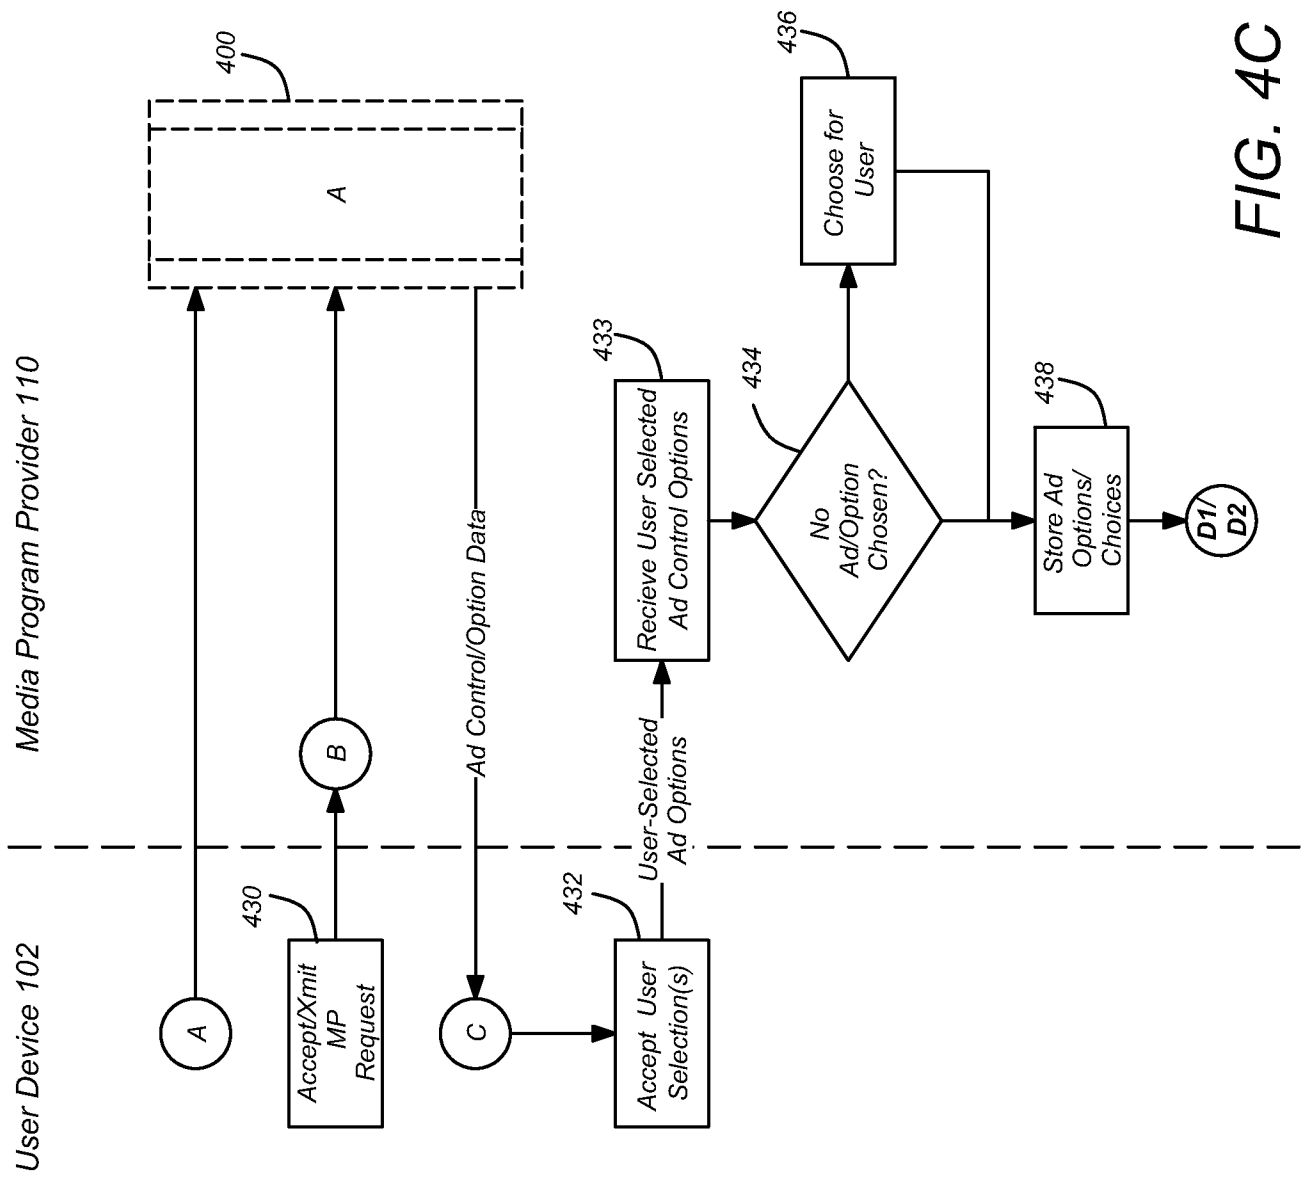 User Device 102
Media Program Provider 110
A
400
A
430
Accept/Xmit
MP
Request
B
C
Ad Control/Option Data
432
Accept User
Selection(s)
User-Selected
Ad Options
433
Recieve User Selected
Ad Control Options
434
No
Ad/Option
Chosen?
436
Choose for
User
438
Store Ad
Options/
Choices
D1/
D2
FIG. 4C